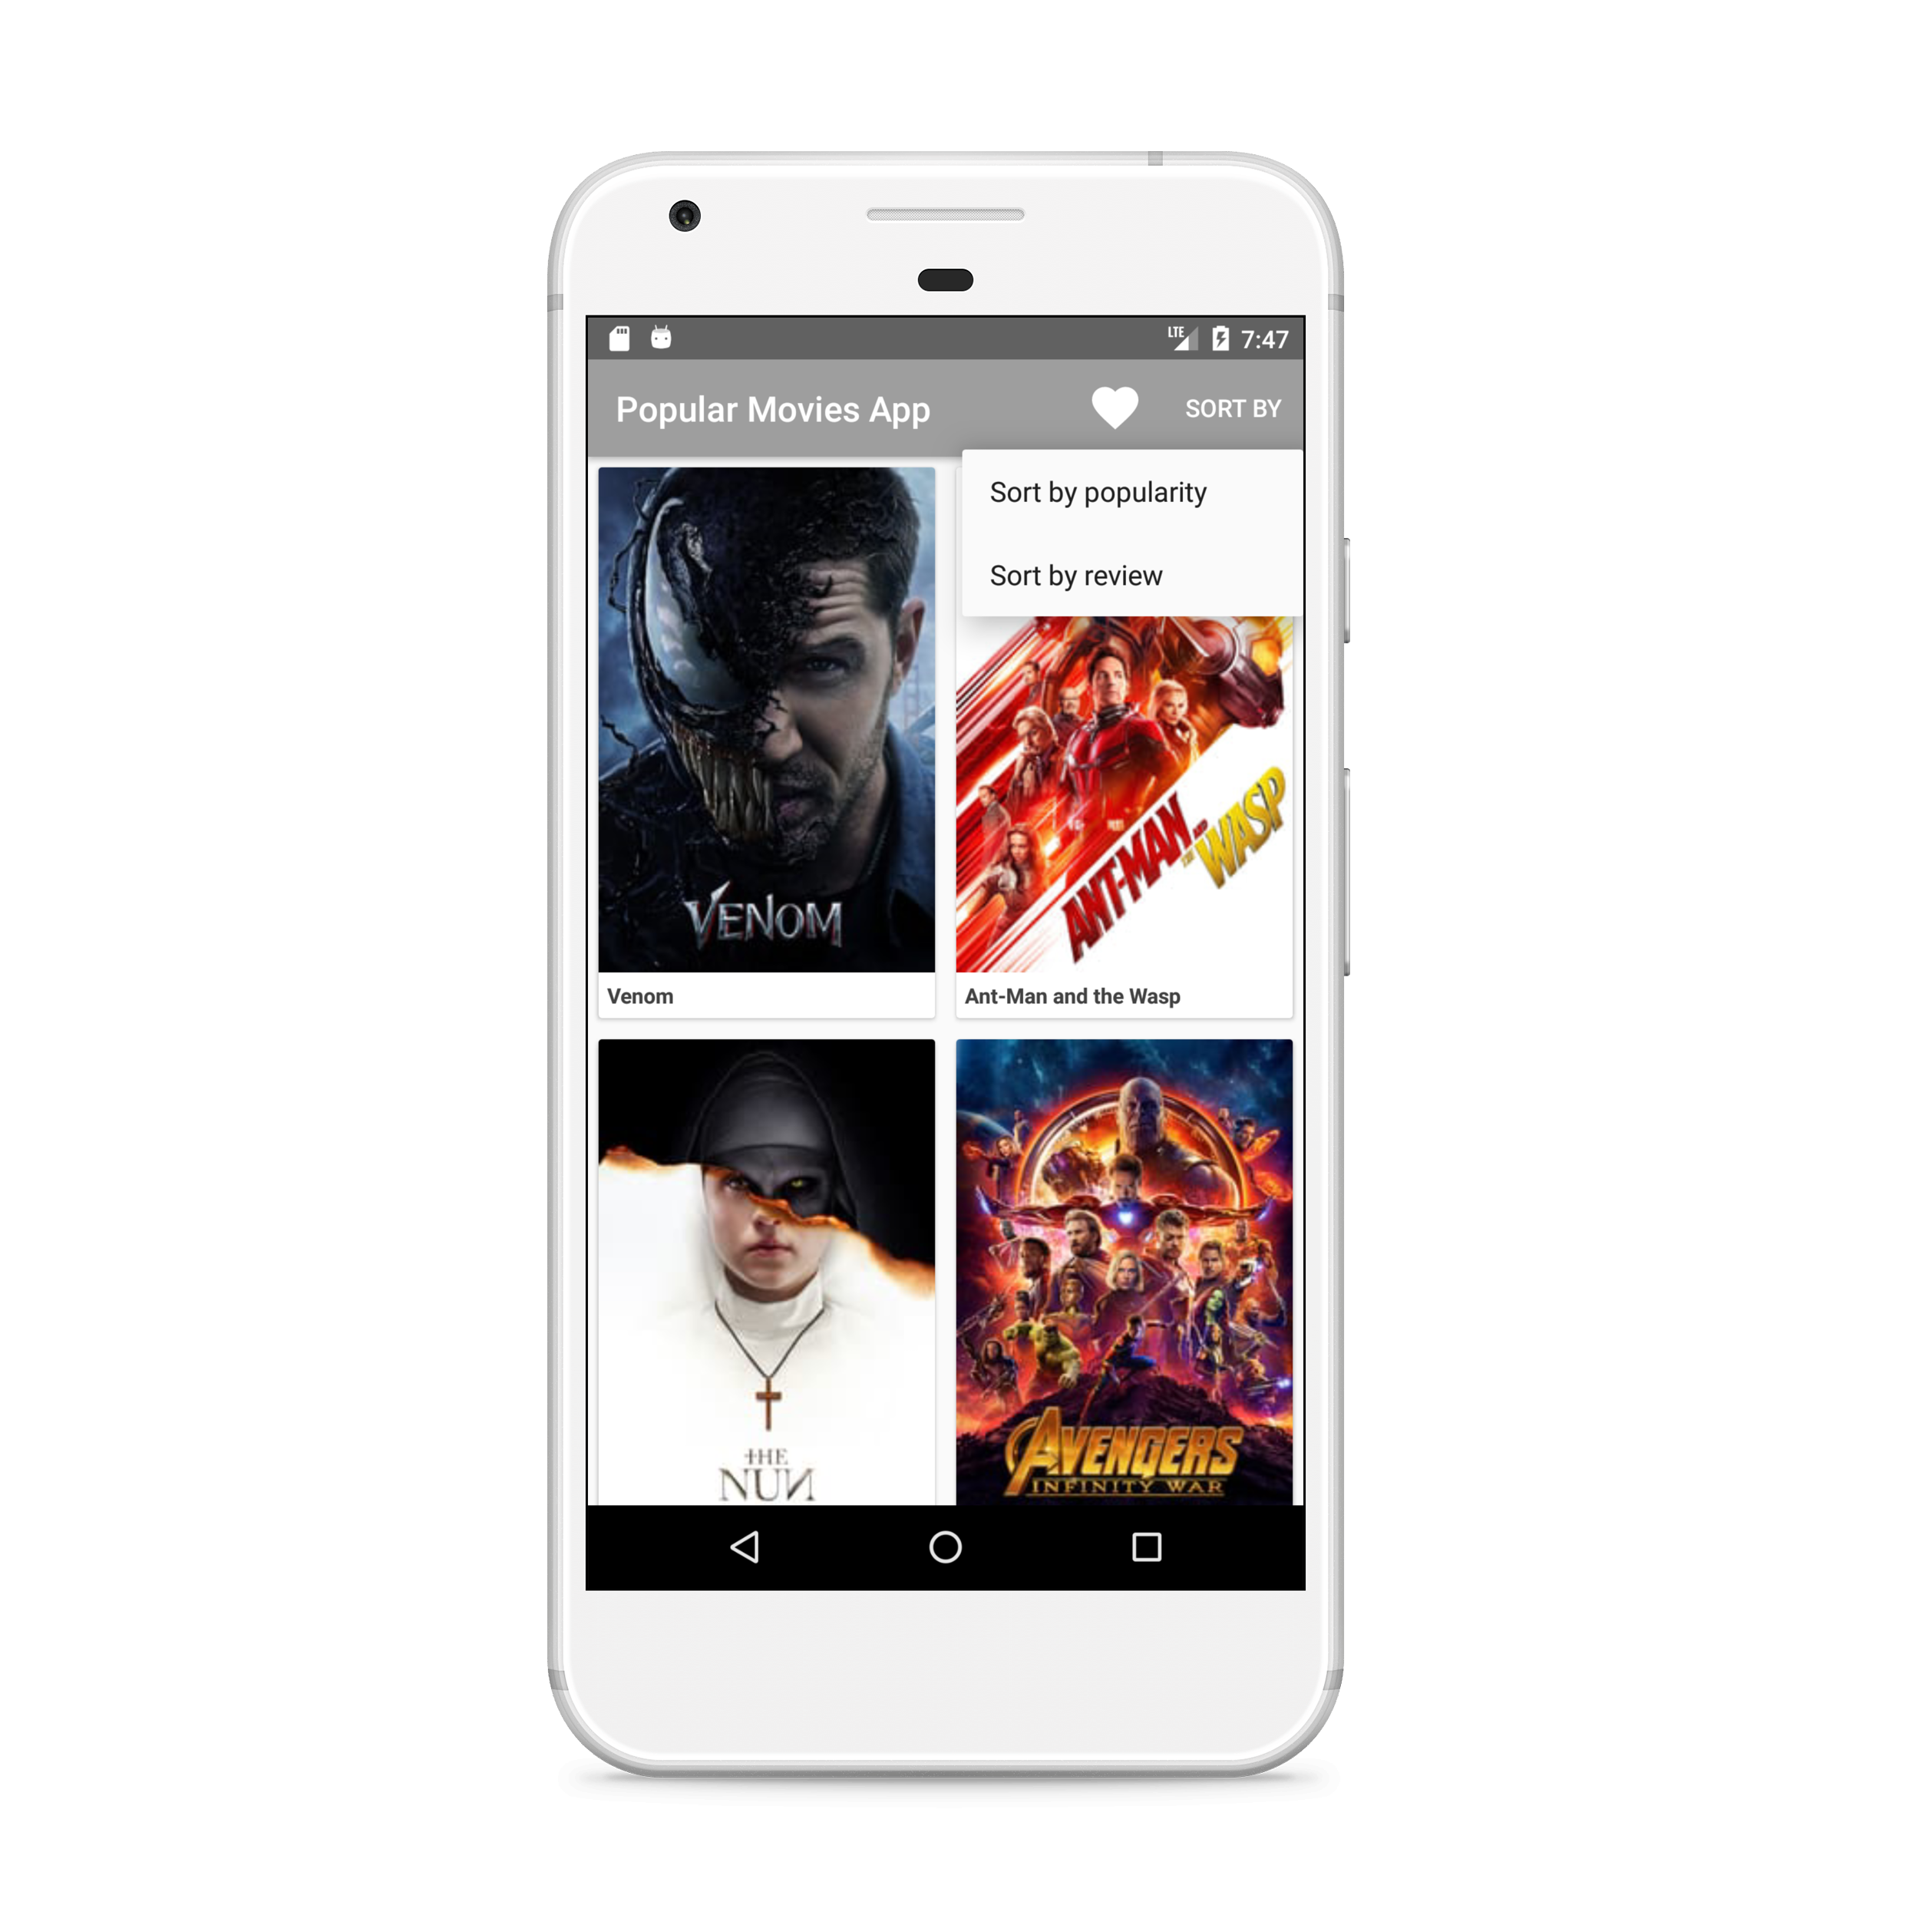 LTE
7:47
Popular Movies App
SORT BY
Sort by popularity
Sort by review
VENOM
ANT-MAN AND THE WASP
Venom
Ant-Man and the Wasp
THE
NUN
AVENGERS
INFINITY WAR